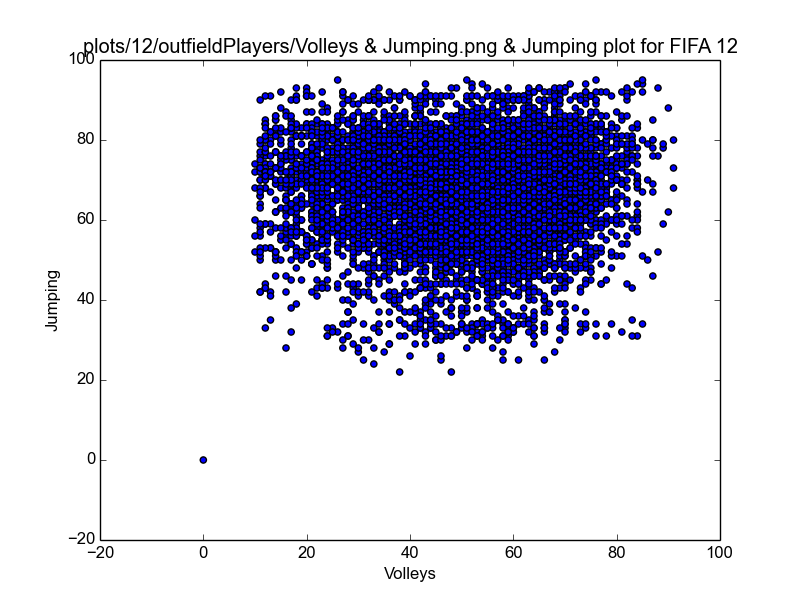 plots/12/outfieldPlayers/Volleys & Jumping.png & Jumping plot for FIFA 12
100
80
60
40
20
0
−20
Jumping
−20 0 20 40 60 80 100
Volleys